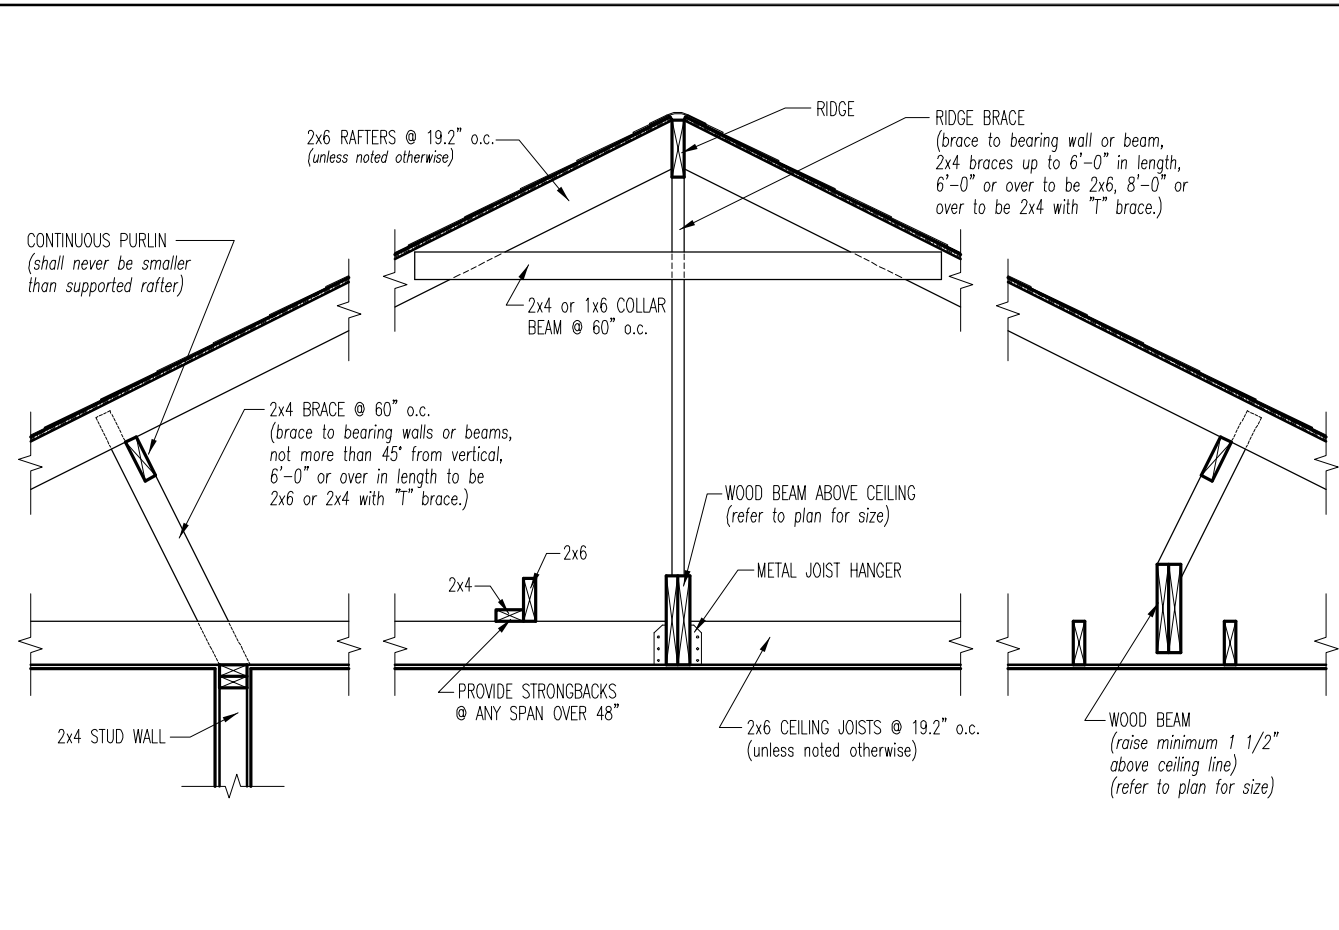 RIDGE
2x6 RAFTERS @ 19.2" o.c.
(unless noted otherwise)
RIDGE BRACE
(brace to bearing wall or beam,
2x4 braces up to 6'-0" in length,
6'-0" or over to be 2x6, 8'-0" or
over to be 2x4 with "T" brace.)
CONTINUOUS PURLIN
(shall never be smaller
than supported rafter)
2x4 or 1x6 COLLAR
BEAM @ 60" o.c.
2x4 BRACE @ 60" o.c.
(brace to bearing walls or beams,
not more than 45° from vertical,
6'-0" or over in length to be
2x6 or 2x4 with "T" brace.)
WOOD BEAM ABOVE CEILING
(refer to plan for size)
2x6
2x4
METAL JOIST HANGER
PROVIDE STRONGBACKS
@ ANY SPAN OVER 48"
2x4 STUD WALL
2x6 CEILING JOISTS @ 19.2" o.c.
(unless noted otherwise)
WOOD BEAM
(raise minimum 1 1/2"
above ceiling line)
(refer to plan for size)